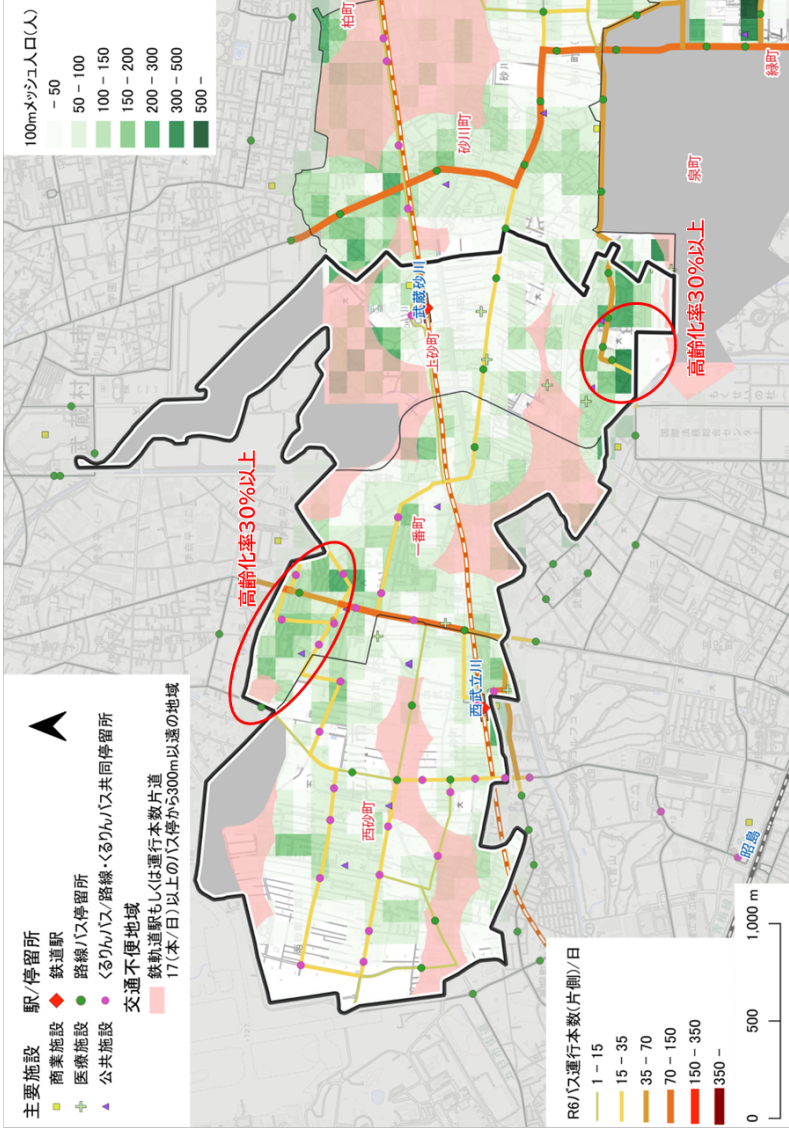 主要施設
商業施設
医療施設
公共施設
駅/停留所
鉄道駅
路線バス停留所
くるりんバス/路線・くるりんバス共同停留所
交通不便地域
鉄軌道駅もしくは運行本数片道
17(本/日)以上のバス停から300m以遠の地域
100mメッシュ人口(人)
- 50
50 - 100
100 - 150
150 - 200
200 - 300
300 - 500
500 -
高齢化率30%以上
柏町
砂川町
武蔵砂川
上砂町
一番町
西砂町
西武立川
泉町
緑町
高齢化率30%以上
昭島
R6バス運行本数(片側)/日
1 - 15
15 - 35
35 - 70
70 - 150
150 - 350
350 -
0
500
1,000 m